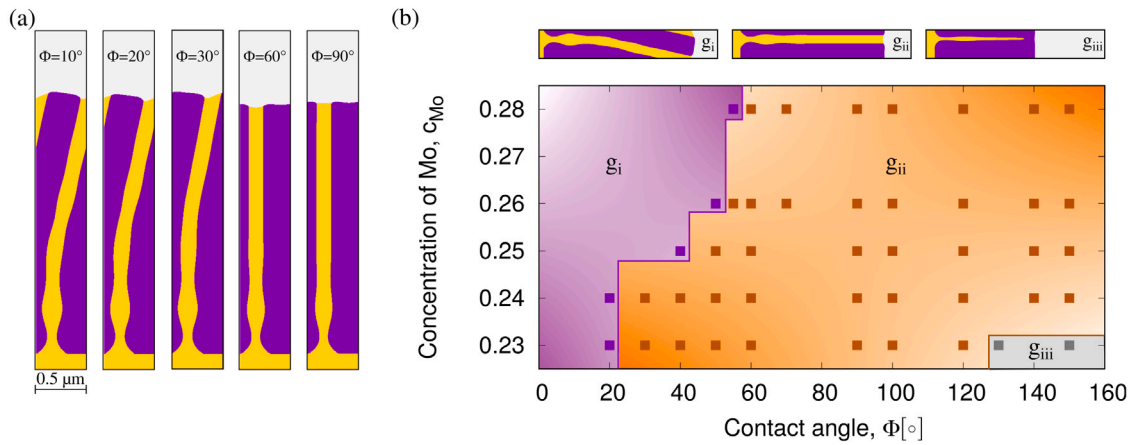 (a)
Φ=10°
Φ=20°
Φ=30°
Φ=60°
Φ=90°
0.5 µm
(b)
gi
gii
giii
Concentration of Mo, cMo
0.28
0.27
0.26
0.25
0.24
0.23
gi
gii
giii
0 20 40 60 80 100 120 140 160
Contact angle, Φ[∘]